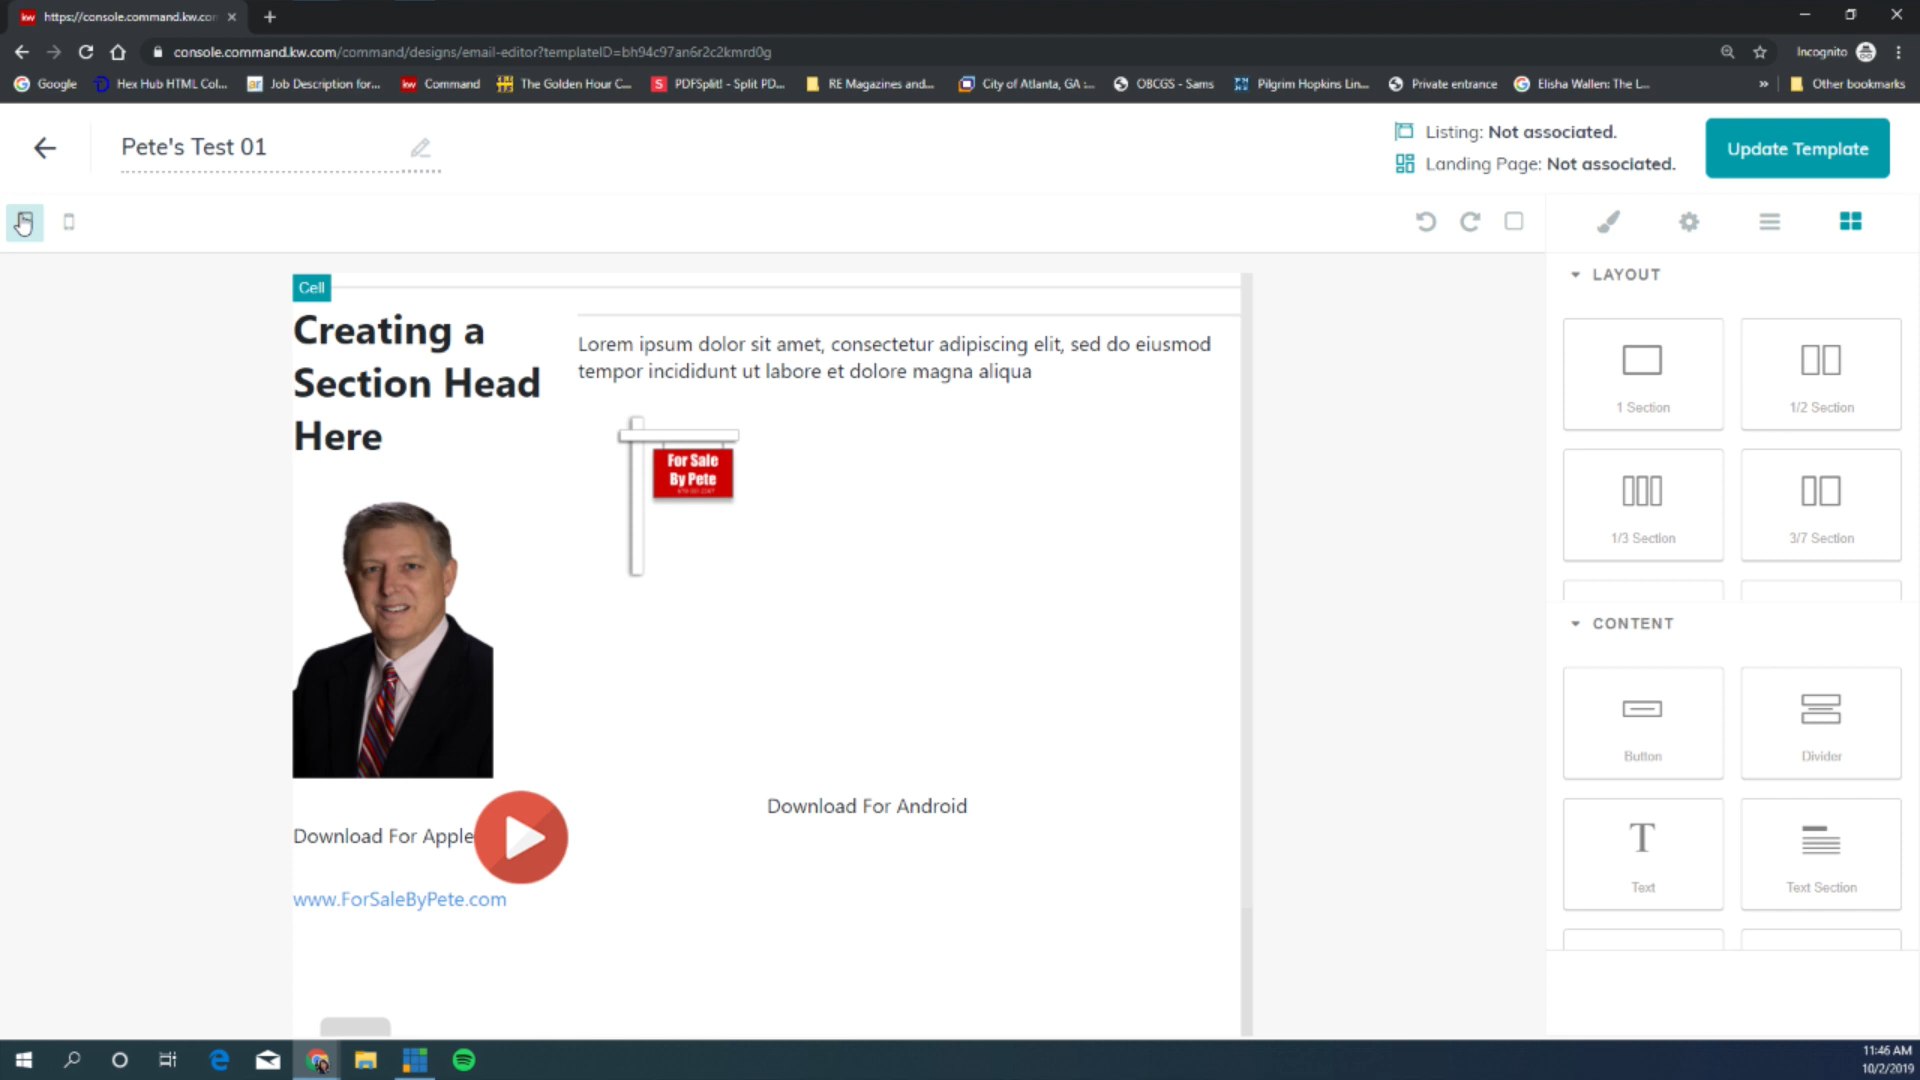 kw https://console.command.kw.con
console.command.kw.com/command/designs/email-editor?templateID=bh94c97an6r2c2kmrd0g
Incognito
Google
Hex Hub HTML Col...
Job Description for...
kw Command
The Golden Hour C...
S PDFSplit! - Split PD...
RE Magazines and...
City of Atlanta, GA :...
OBCGS - Sams
Pilgrim Hopkins Lin...
Private entrance
Elisha Wallen: The L...
»
Other bookmarks
Pete's Test 01
Listing: Not associated.
Landing Page: Not associated.
Update Template
LAYOUT
1 Section
1/2 Section
1/3 Section
3/7 Section
CONTENT
Button
Divider
T
Text
Text Section
Cell
Creating a
Section Head
Here
Lorem ipsum dolor sit amet, consectetur adipiscing elit, sed do eiusmod
tempor incididunt ut labore et dolore magna aliqua
For Sale
By Pete
Download For Apple
Download For Android
www.ForSaleByPete.com
11:46 AM
10/2/2019